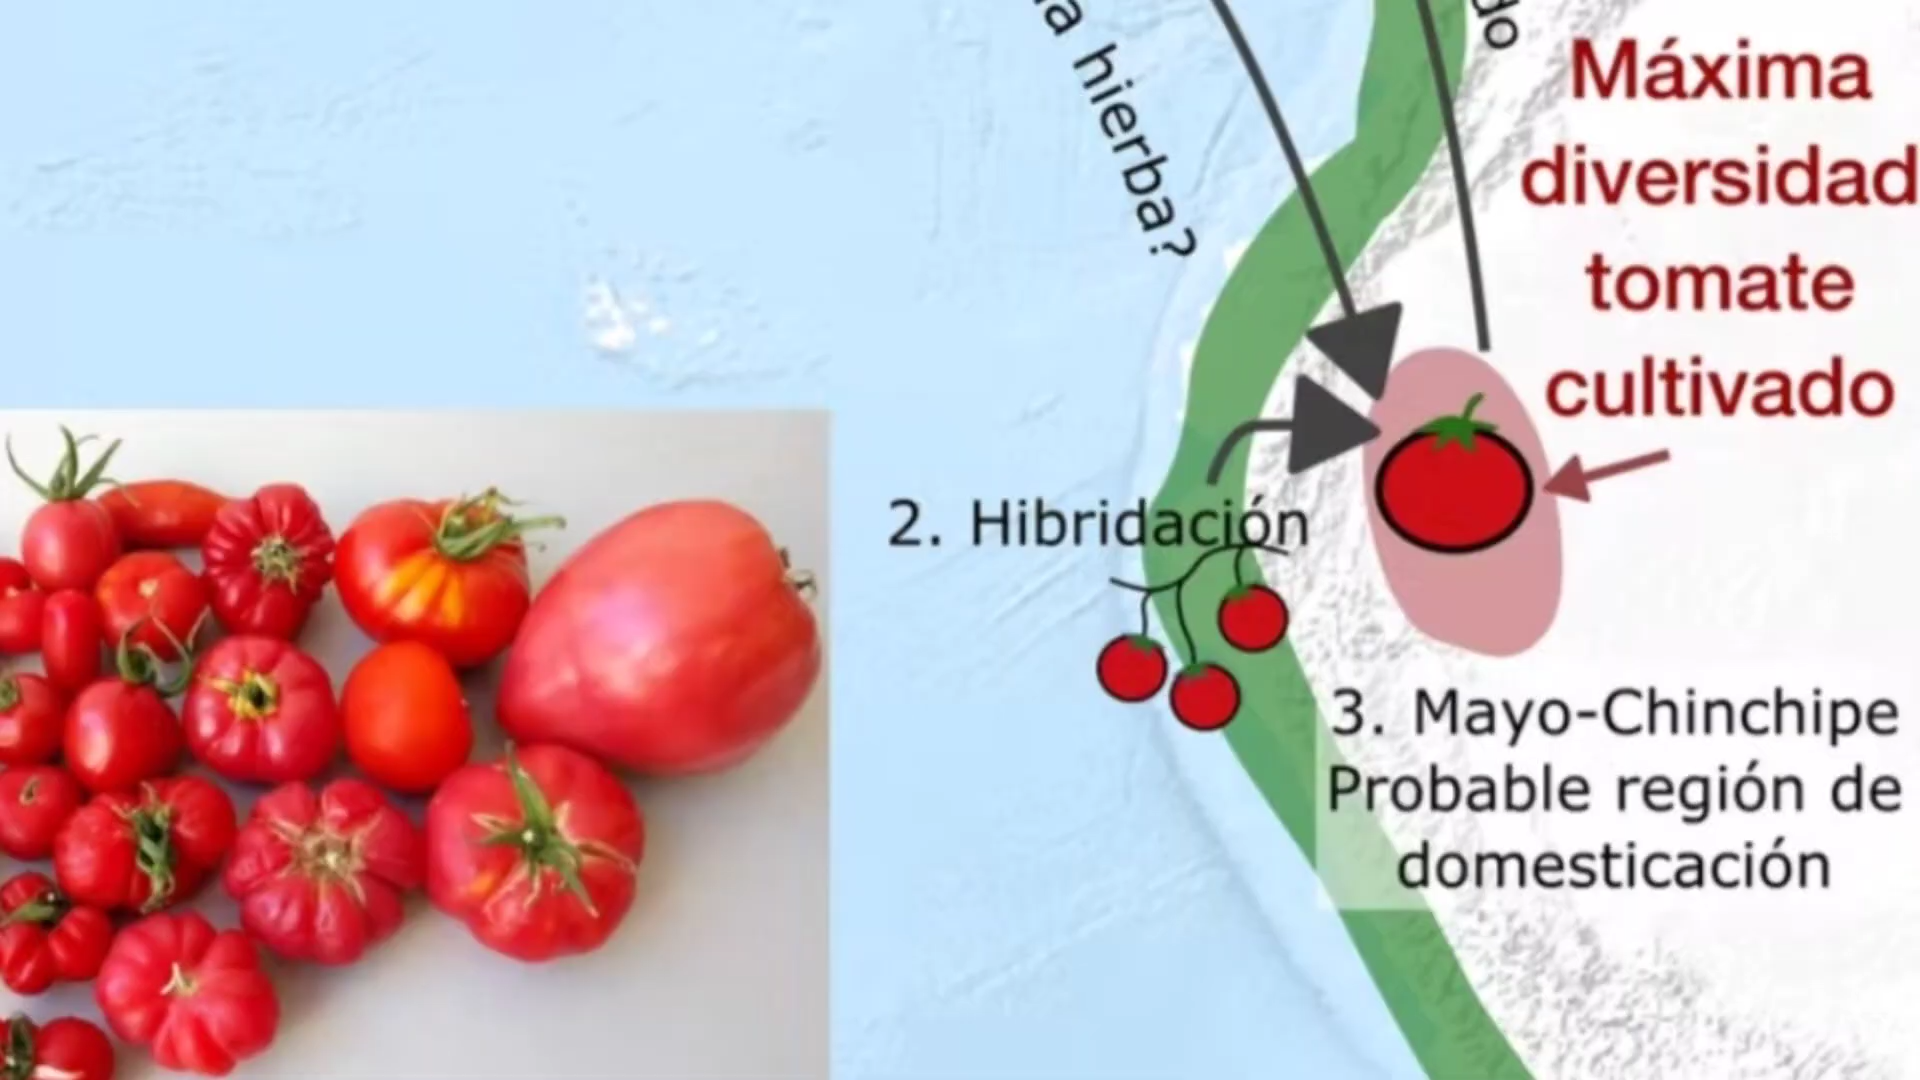 hierba?
Máxima
diversidad
tomate
cultivado
2. Hibridación
3. Mayo-Chinchipe
Probable región de
domesticación